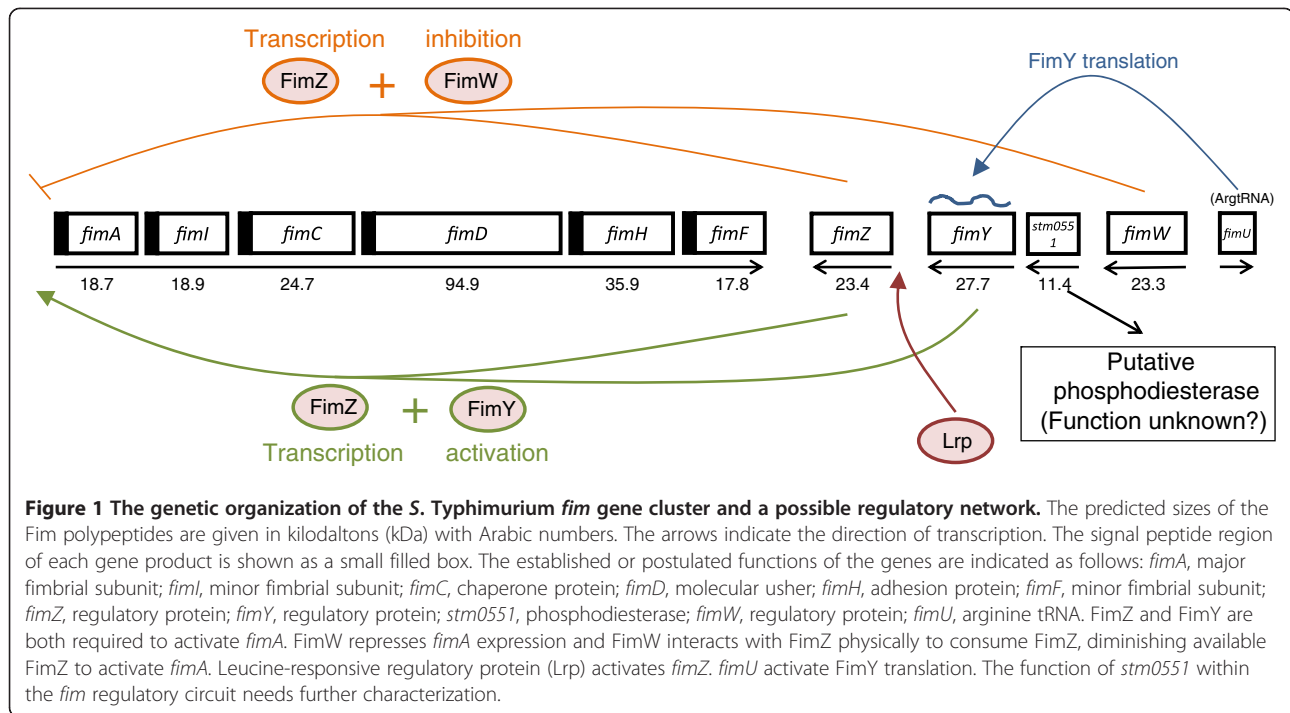 Transcription inhibition
FimZ + FimW
FimY translation
(ArgtRNA)
fimA fimI fimC fimD fimH fimF fimZ fimY stm055 fimW fimU
1
18.7 18.9 24.7 94.9 35.9 17.8 23.4 27.7 11.4 23.3
Putative
phosphodiesterase
(Function unknown?)
FimZ + FimY
Lrp
Transcription activation
Figure 1 The genetic organization of the S. Typhimurium fim gene cluster and a possible regulatory network. The predicted sizes of the
Fim polypeptides are given in kilodaltons (kDa) with Arabic numbers. The arrows indicate the direction of transcription. The signal peptide region
of each gene product is shown as a small filled box. The established or postulated functions of the genes are indicated as follows: fimA, major
fimbrial subunit; fimI, minor fimbrial subunit; fimC, chaperone protein; fimD, molecular usher; fimH, adhesion protein; fimF, minor fimbrial subunit;
fimZ, regulatory protein; fimY, regulatory protein; stm0551, phosphodiesterase; fimW, regulatory protein; fimU, arginine tRNA. FimZ and FimY are
both required to activate fimA. FimW represses fimA expression and FimW interacts with FimZ physically to consume FimZ, diminishing available
FimZ to activate fimA. Leucine-responsive regulatory protein (Lrp) activates fimZ. fimU activate FimY translation. The function of stm0551 within
the fim regulatory circuit needs further characterization.